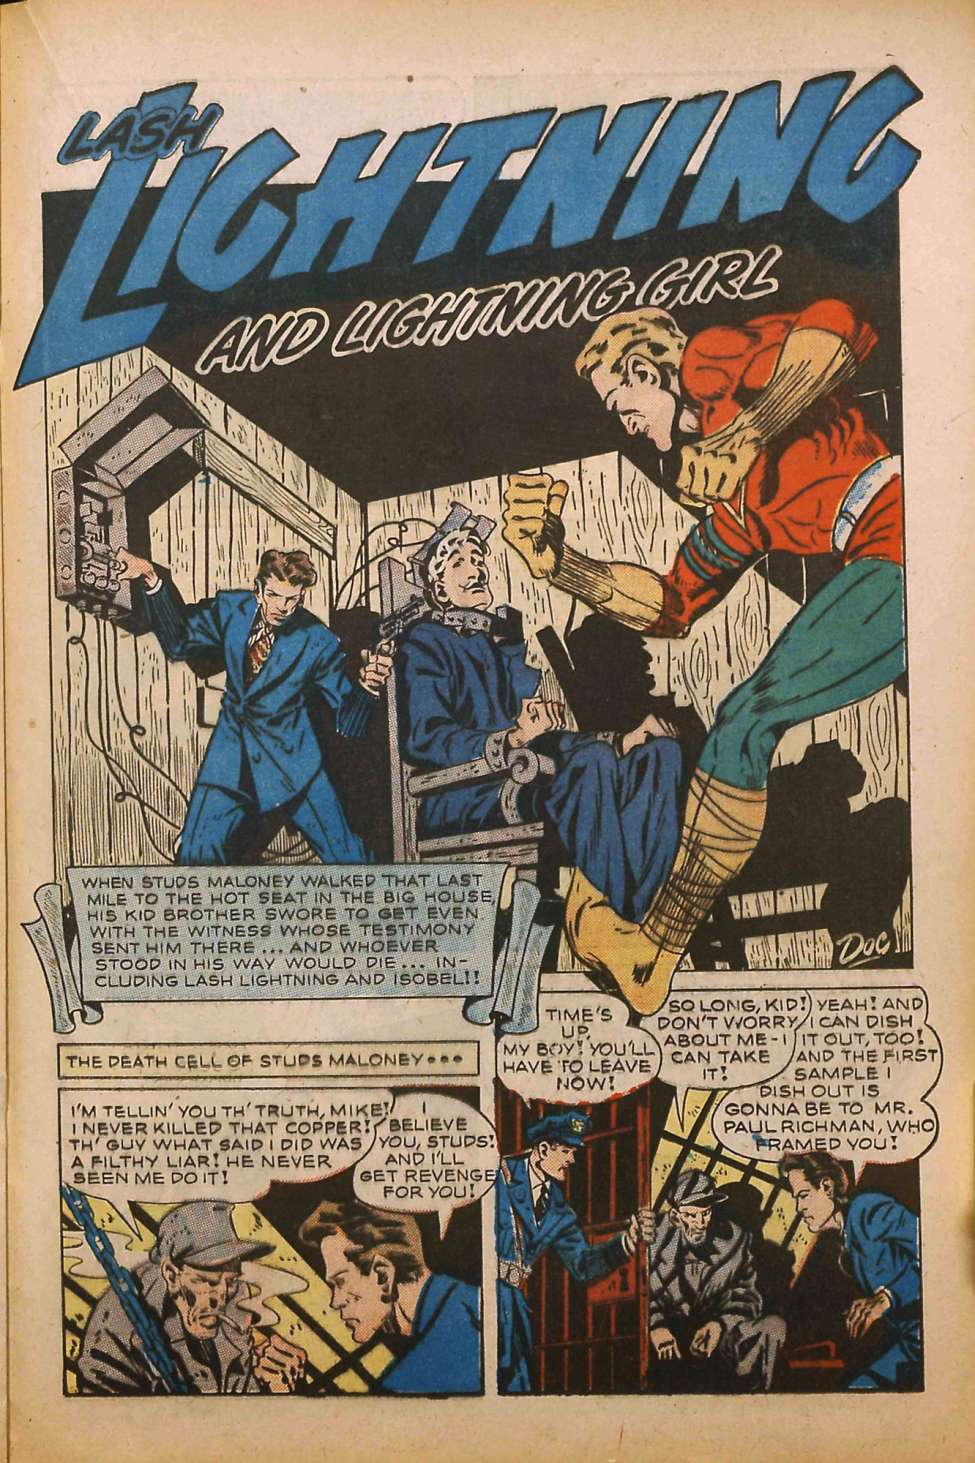 LASH
LIGHTNING
AND LIGHTNING GIRL
WHEN STUDS MALONEY WALKED THAT LAST
MILE TO THE HOT SEAT IN THE BIG HOUSE,
HIS KID BROTHER SWORE TO GET EVEN
WITH THE WITNESS WHOSE TESTIMONY
SENT HIM THERE ... AND WHOEVER
STOOD IN HIS WAY WOULD DIE ... IN-
CLUDING LASH LIGHTNING AND ISOBEL!!
DOC
THE DEATH CELL OF STUDS MALONEY...
I'M TELLIN' YOU TH' TRUTH, MIKE!
I NEVER KILLED THAT COPPER!
TH' GUY WHAT SAID I DID WAS
A FILTHY LIAR! HE NEVER
SEEN ME DO IT!
I
BELIEVE
YOU, STUDS!
AND I'LL
GET REVENGE
FOR YOU!
TIME'S
UP,
MY BOY! YOU'LL
HAVE TO LEAVE
NOW!
SO LONG, KID!
DON'T WORRY
ABOUT ME - I
CAN TAKE
IT!
YEAH! AND
I CAN DISH
IT OUT, TOO!
AND THE FIRST
SAMPLE I
DISH OUT IS
GONNA BE TO MR.
PAUL RICHMAN, WHO
FRAMED YOU!